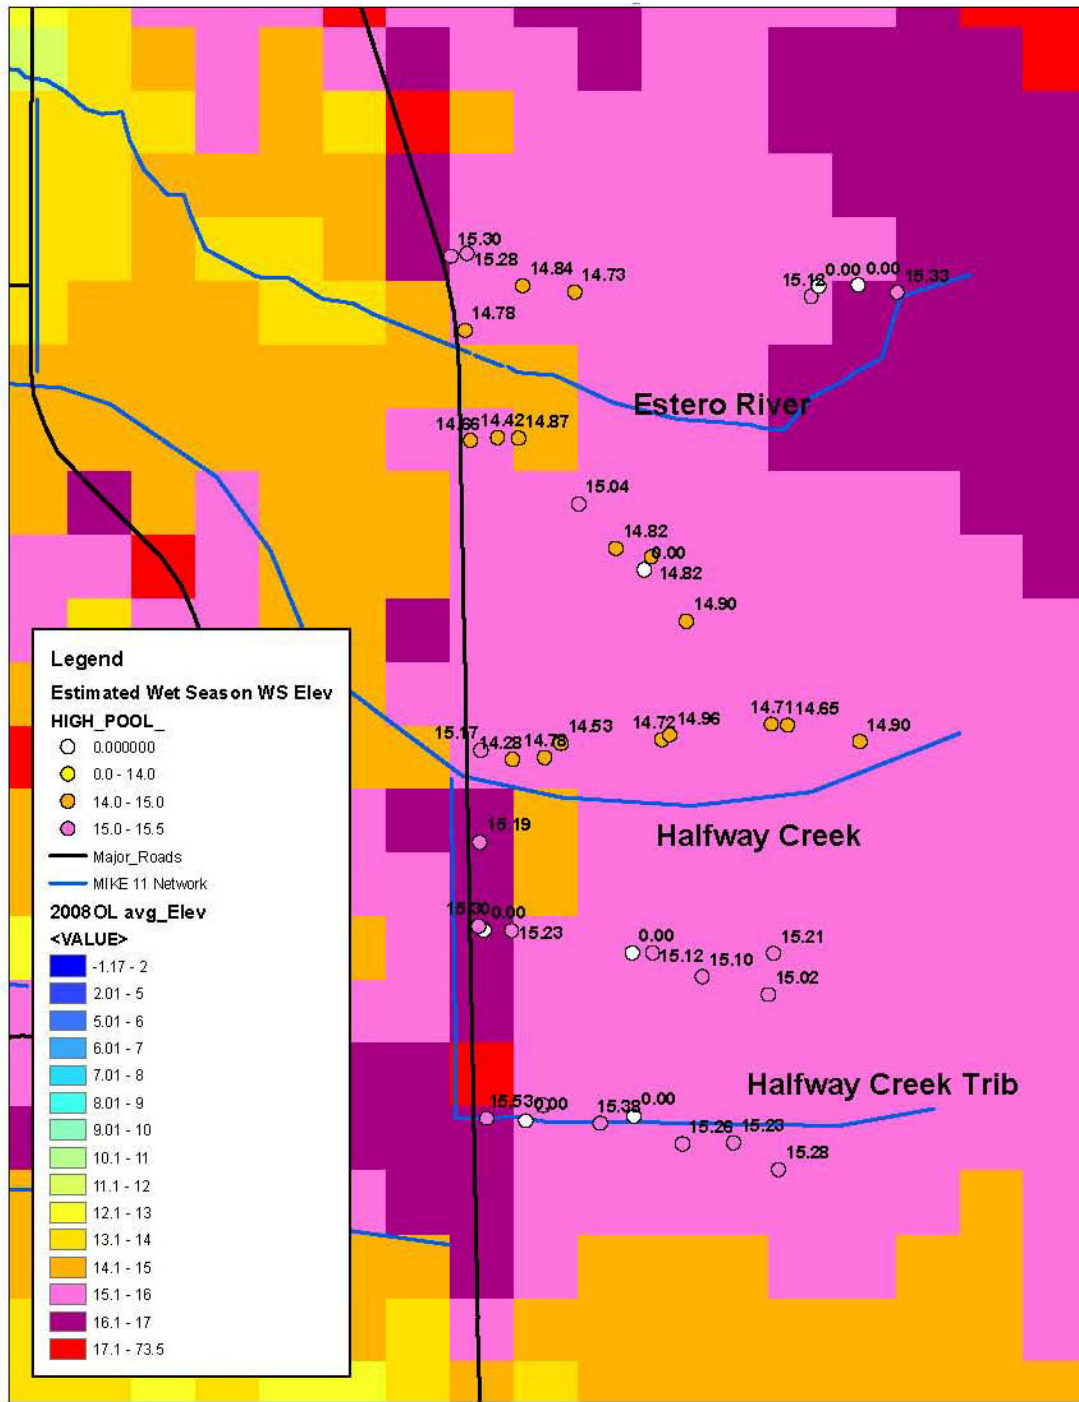 15.30
15.28
14.84
14.73
15.12
0.00
0.00
15.33
14.78
Estero River
14.66
14.42
14.87
15.04
14.82
0.00
14.82
14.90
14.71
14.65
14.72
14.96
14.53
15.17
14.28
14.78
14.90
Halfway Creek
15.19
15.30
0.00
15.23
0.00
15.12
15.10
15.21
15.02
Halfway Creek Trib
15.53
0.00
15.38
0.00
15.26
15.23
15.28
Legend
Estimated Wet Season WS Elev
HIGH_POOL_
0.000000
0.0 - 14.0
14.0 - 15.0
15.0 - 15.5
Major_Roads
MIKE 11 Network
2008 OL avg_Elev
<VALUE>
-1.17 - 2
2.01 - 5
5.01 - 6
6.01 - 7
7.01 - 8
8.01 - 9
9.01 - 10
10.1 - 11
11.1 - 12
12.1 - 13
13.1 - 14
14.1 - 15
15.1 - 16
16.1 - 17
17.1 - 73.5